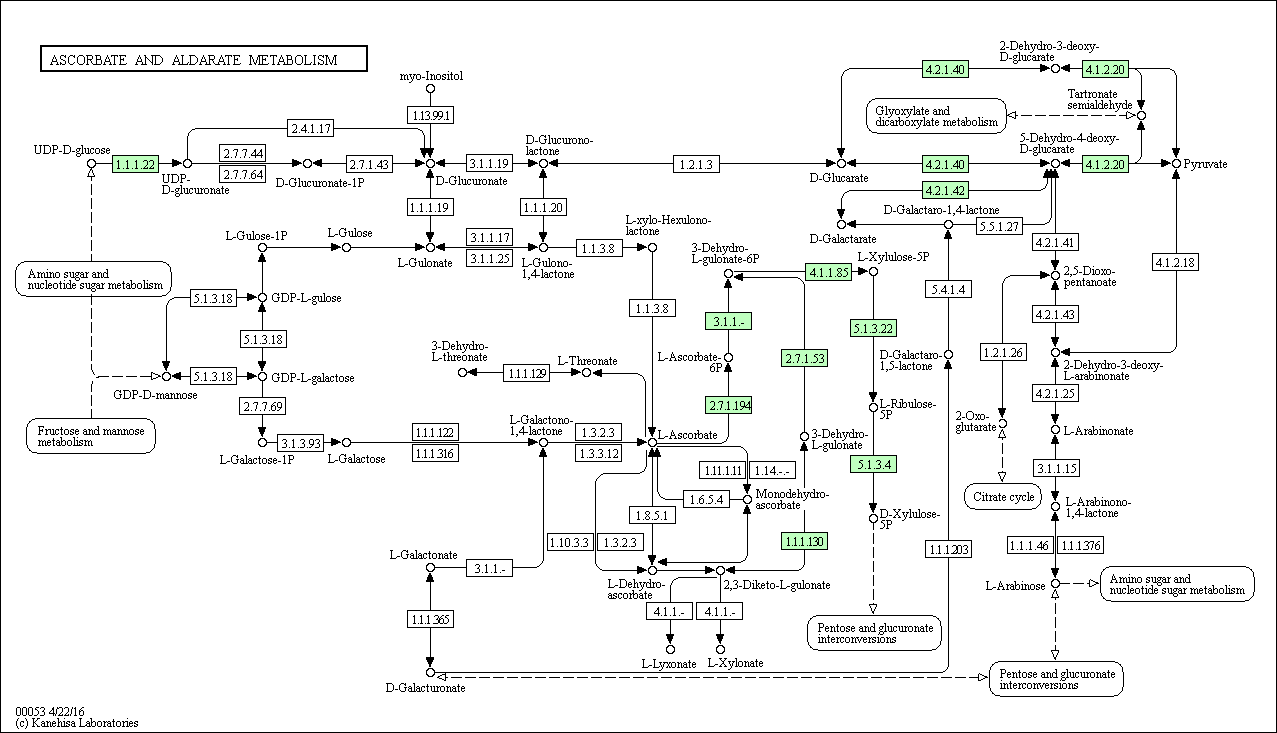 ASCORBATE AND ALDARATE METABOLISM
2-Dehydro-3-deoxy-
D-glucarate
myo-Inositol
4.2.1.40
4.1.2.20
1.13.99.1
Tartronate
semialdehyde
Glyoxylate and
dicarboxylate metabolism
2.4.1.17
D-Glucurono-
lactone
5-Dehydro-4-deoxy-
D-glucarate
UDP-D-glucose
2.7.7.44
1.1.1.22
2.7.1.43
3.1.1.19
1.2.1.3
4.2.1.40
4.2.1.20
Pyruvate
2.7.7.64
UDP-
D-glucuronate
D-Glucuronate-1P
D-Glucuronate
D-Glucarate
4.2.1.42
1.1.1.19
1.1.1.20
D-Galactaro-1,4-lactone
L-xylo-Hexulono-
lactone
5.5.1.27
D-Galactarate
L-Gulose-1P
L-Gulose
3.1.1.17
1.1.3.8
4.2.1.41
3.1.1.25
L-Gulonate
L-Gulono-
1,4-lactone
3-Dehydro-
L-gulonate-6P
L-Xylulose-5P
4.1.1.85
4.1.2.18
Amino sugar and
nucleotide sugar metabolism
2,5-Dioxo-
pentanoate
5.4.1.4
5.1.3.18
GDP-L-gulose
1.1.3.8
3.1.1.-
5.1.3.22
4.2.1.43
5.1.3.18
3-Dehydro-
L-threonate
L-Threonate
L-Ascorbate-
6P
2.7.1.53
D-Galactaro-
1,5-lactone
1.2.1.26
2-Dehydro-3-deoxy-
L-arabinonate
5.1.3.18
GDP-L-galactose
1.1.1.129
GDP-D-mannose
4.2.1.25
2.7.7.69
2.7.1.194
L-Ribulose-
5P
2-Oxo-
glutarate
Fructose and mannose
metabolism
L-Galactono-
1,4-lactone
1.1.1.122
1.3.2.3
L-Ascorbate
3-Dehydro-
L-gulonate
L-Arabinonate
3.1.3.93
L-Galactose-1P
L-Galactose
1.1.1.316
1.3.3.12
5.1.3.4
1.11.1.11
1.14.-.-
3.1.1.15
1.6.5.4
Monodehydro-
ascorbate
Citrate cycle
L-Arabinono-
1,4-lactone
1.8.5.1
D-Xylulose-
5P
1.10.3.3
1.3.2.3
1.1.1.130
1.1.1.203
1.1.1.46
1.1.1.376
L-Galactonate
3.1.1.-
L-Dehydro-
ascorbate
2,3-Diketo-L-gulonate
L-Arabinose
Amino sugar and
nucleotide sugar metabolism
4.1.1.-
4.1.1.-
1.1.1.365
Pentose and glucuronate
interconversions
L-Lyxonate
L-Xylonate
D-Galacturonate
Pentose and glucuronate
interconversions
00053 4/22/16
(c) Kanehisa Laboratories